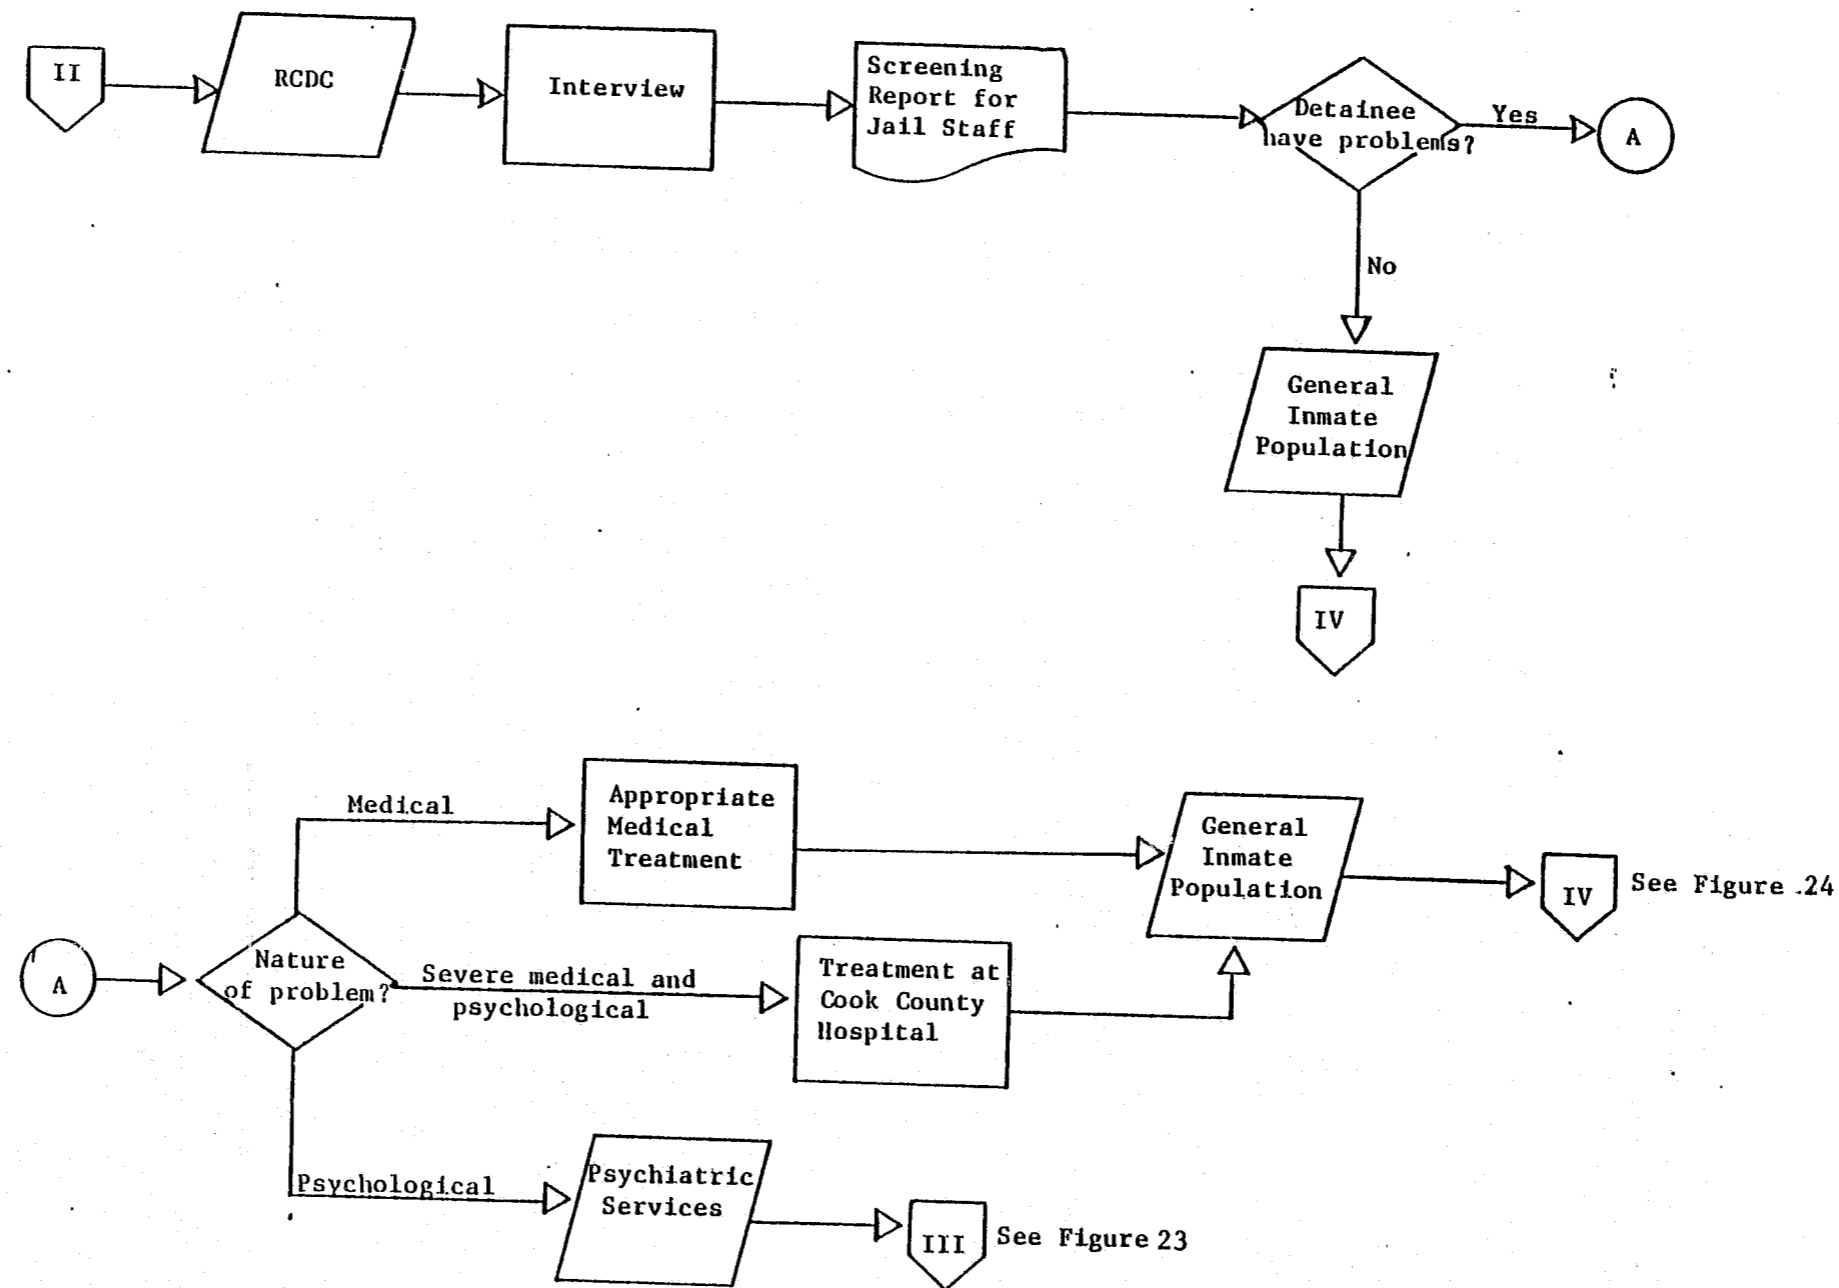 II
RCDC
Interview
Screening
Report for
Jail Staff
Detainee
have problems?
Yes
A
No
General
Inmate
Population
IV
Medical
Appropriate
Medical
Treatment
General
Inmate
Population
IV
See Figure .24
A
Nature
of problem?
Severe medical and
psychological
Treatment at
Cook County
Hospital
Psychological
Psychiatric
Services
III
See Figure 23